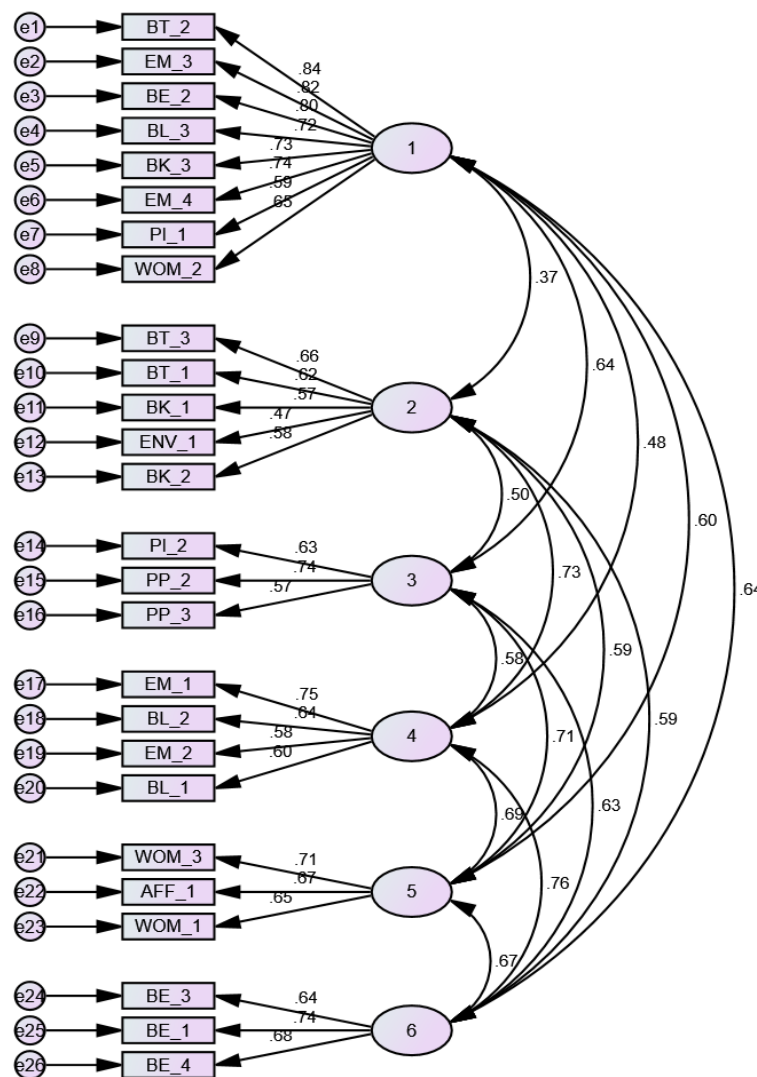 e1 BT_2
e2 EM_3
.84
e3 BE_2
.82
.80
e4 BL_3
.72
e5 BK_3
.73
1
e6 EM_4
.74
.59
e7 PI_1
.65
e8 WOM_2
.37
e9 BT_3
.66
.64
e10 BT_1
.62
e11 BK_1
.57
2
e12 ENV_1
.47
.48
e13 BK_2
.58
.50
.60
e14 PI_2
.63
.73
e15 PP_2
.74
3
.64
e16 PP_3
.57
.58
.59
e17 EM_1
.75
e18 BL_2
.64
.59
e19 EM_2
.58
4
.71
e20 BL_1
.60
.63
.69
e21 WOM_3
.71
e22 AFF_1
.67
5
.76
e23 WOM_1
.65
.67
e24 BE_3
.64
e25 BE_1
.74
6
e26 BE_4
.68